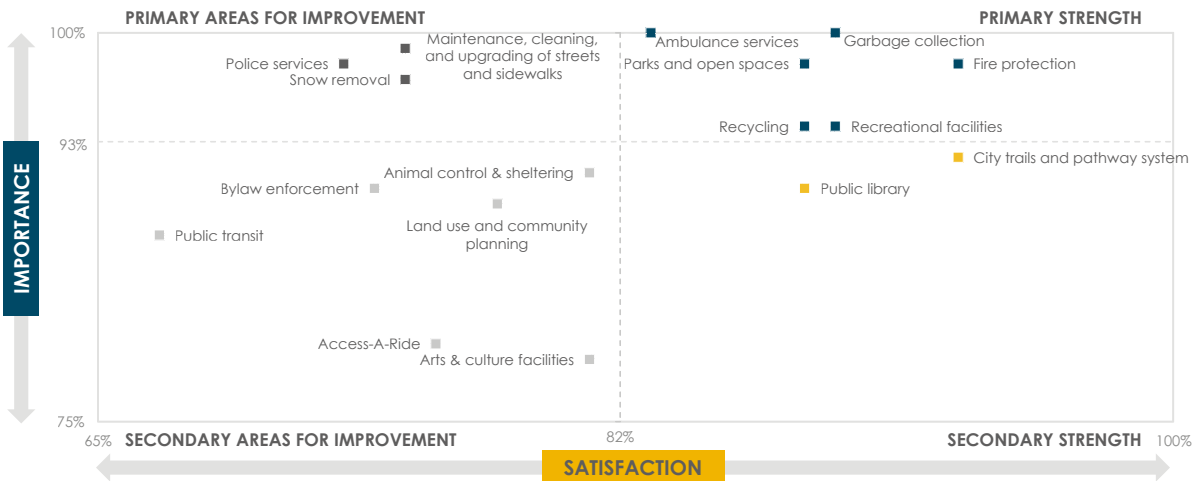 PRIMARY AREAS FOR IMPROVEMENT
PRIMARY STRENGTH
100%
Maintenance, cleaning,
and upgrading of streets
and sidewalks
Ambulance services
Garbage collection
Police services
Parks and open spaces
Fire protection
Snow removal
Recycling
Recreational facilities
93%
City trails and pathway system
Animal control & sheltering
Bylaw enforcement
Public library
Land use and community
planning
Public transit
IMPORTANCE
Access-A-Ride
Arts & culture facilities
75%
65%
SECONDARY AREAS FOR IMPROVEMENT
82%
SECONDARY STRENGTH
100%
SATISFACTION